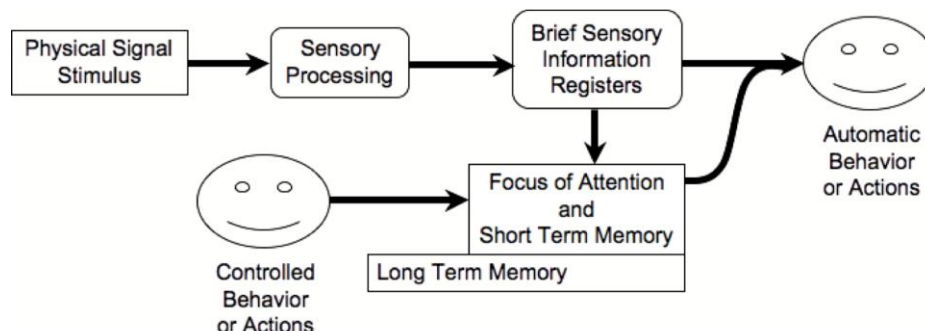 Physical Signal
Stimulus
Sensory
Processing
Brief Sensory
Information
Registers
Automatic
Behavior
or Actions
Focus of Attention
and
Short Term Memory
Long Term Memory
Controlled
Behavior
or Actions